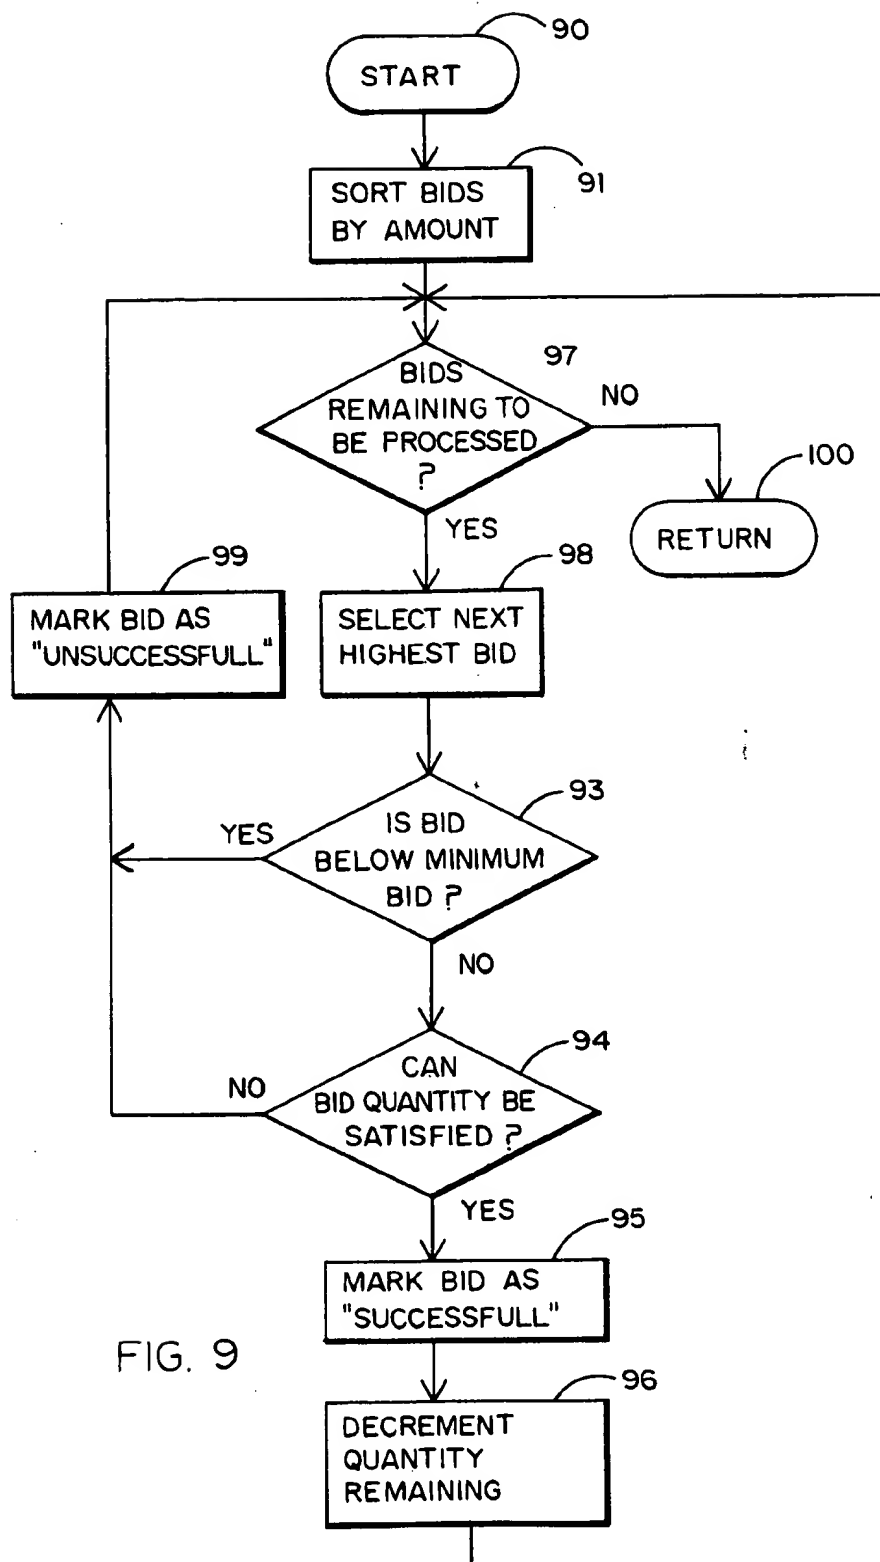 90
START
91
SORT BIDS
BY AMOUNT
97
BIDS
REMAINING TO
BE PROCESSED
?
NO
100
RETURN
YES
99
MARK BID AS
"UNSUCCESSFULL"
98
SELECT NEXT
HIGHEST BID
93
YES
IS BID
BELOW MINIMUM
BID ?
NO
94
NO
CAN
BID QUANTITY BE
SATISFIED ?
YES
95
MARK BID AS
"SUCCESSFULL"
FIG. 9
96
DECREMENT
QUANTITY
REMAINING